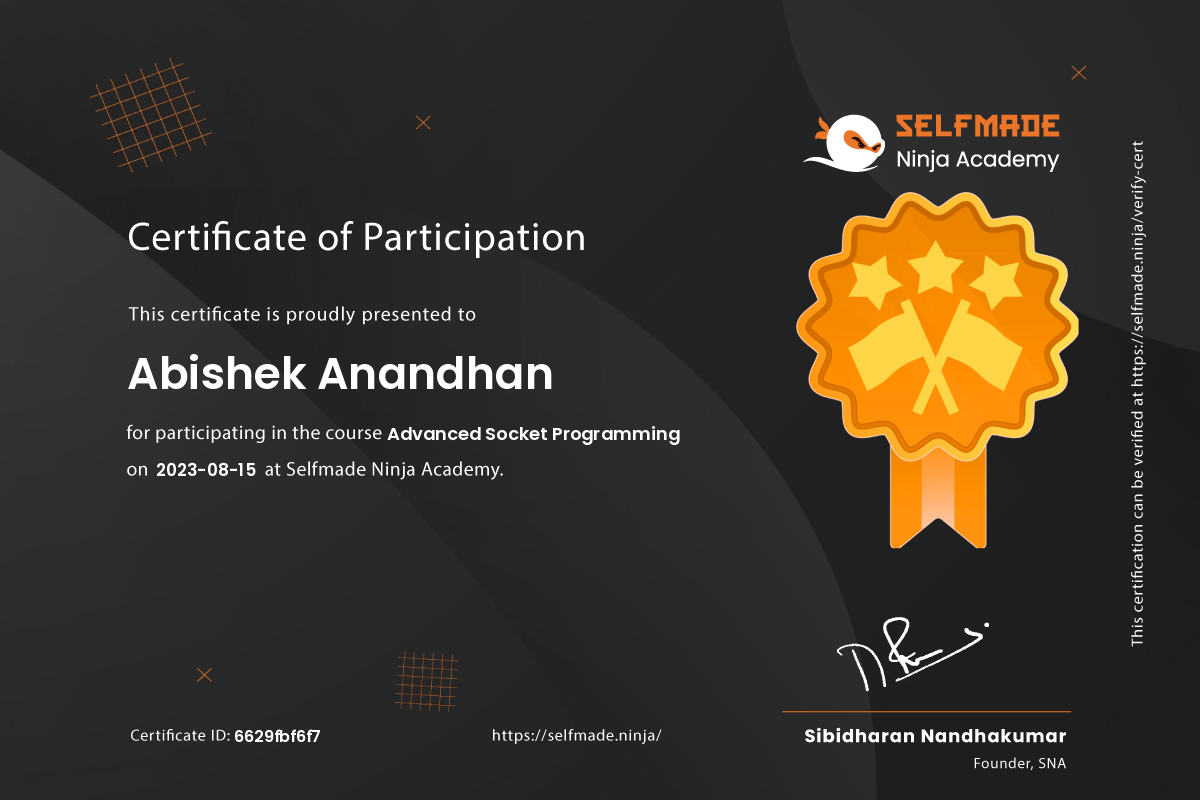 SELFMADE
Ninja Academy
Certificate of Participation
This certificate is proudly presented to
Abishek Anandhan
for participating in the course Advanced Socket Programming
on 2023-08-15 at Selfmade Ninja Academy.
This certification can be verified at https://selfmade.ninja/verify-cert
Certificate ID: 6629fbf6f7
https://selfmade.ninja/
Sibidharan Nandhakumar
Founder, SNA